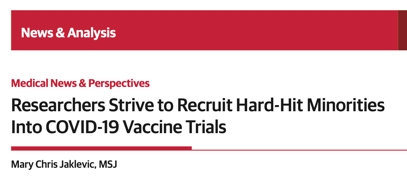 News & Analysis
Medical News & Perspectives
Researchers Strive to Recruit Hard-Hit Minorities
Into COVID-19 Vaccine Trials
Mary Chris Jaklevic, MSJ